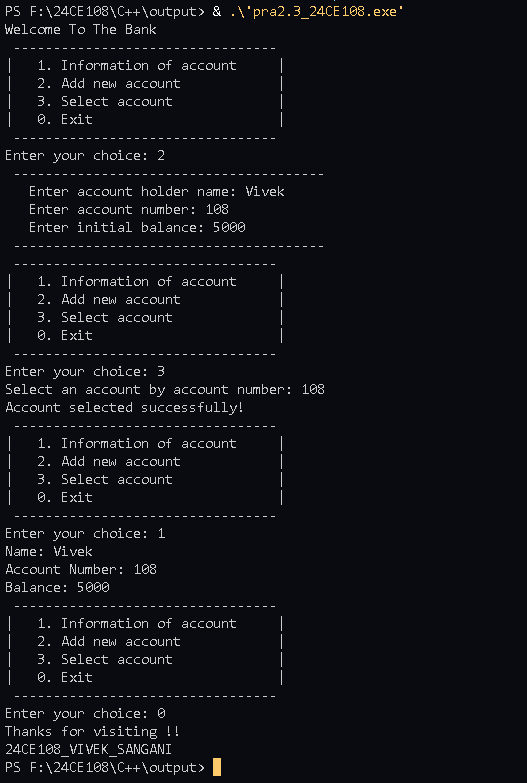 PS F:\24CE108\C++\output> & .\'pra2.3_24CE108.exe'
Welcome To The Bank
 ---------------------------------
|   1. Information of account     |
|   2. Add new account            |
|   3. Select account             |
|   0. Exit                       |
 ---------------------------------
Enter your choice: 2
 ---------------------------------------
   Enter account holder name: Vivek
   Enter account number: 108
   Enter initial balance: 5000
 ---------------------------------------
 ---------------------------------
|   1. Information of account     |
|   2. Add new account            |
|   3. Select account             |
|   0. Exit                       |
 ---------------------------------
Enter your choice: 3
Select an account by account number: 108
Account selected successfully!
 ---------------------------------
|   1. Information of account     |
|   2. Add new account            |
|   3. Select account             |
|   0. Exit                       |
 ---------------------------------
Enter your choice: 1
Name: Vivek
Account Number: 108
Balance: 5000
 ---------------------------------
|   1. Information of account     |
|   2. Add new account            |
|   3. Select account             |
|   0. Exit                       |
 ---------------------------------
Enter your choice: 0
Thanks for visiting !!
24CE108_VIVEK_SANGANI
PS F:\24CE108\C++\output>